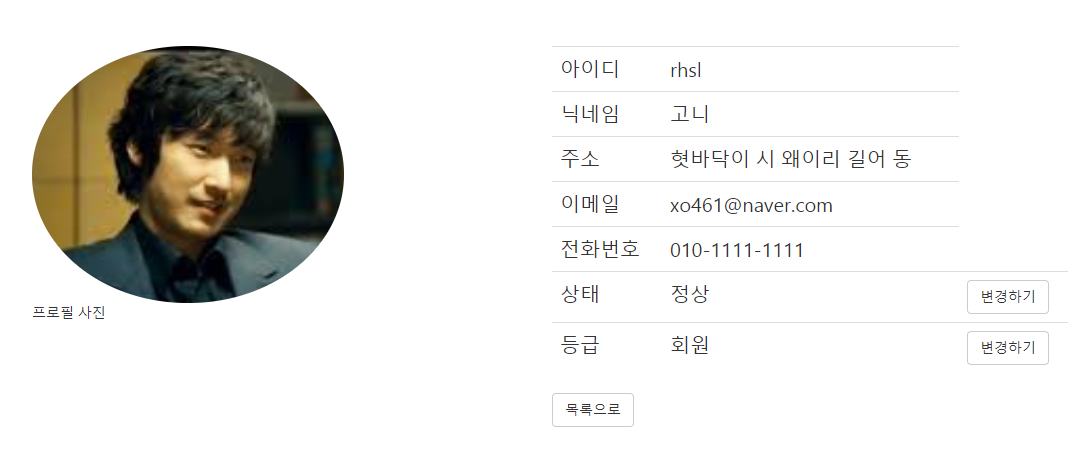 프로필 사진
아이디 rhsl
닉네임 고니
주소 혓바닥이 시 왜이리 길어 동
이메일 xo461@naver.com
전화번호 010-1111-1111
상태 정상 변경하기
등급 회원 변경하기
목록으로